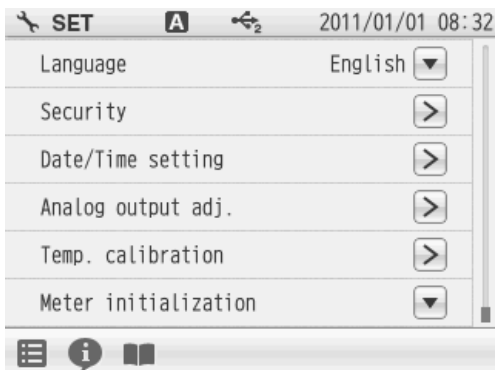 SET A 2 2011/01/01 08:32
Language English
Security
Date/Time setting
Analog output adj.
Temp. calibration
Meter initialization